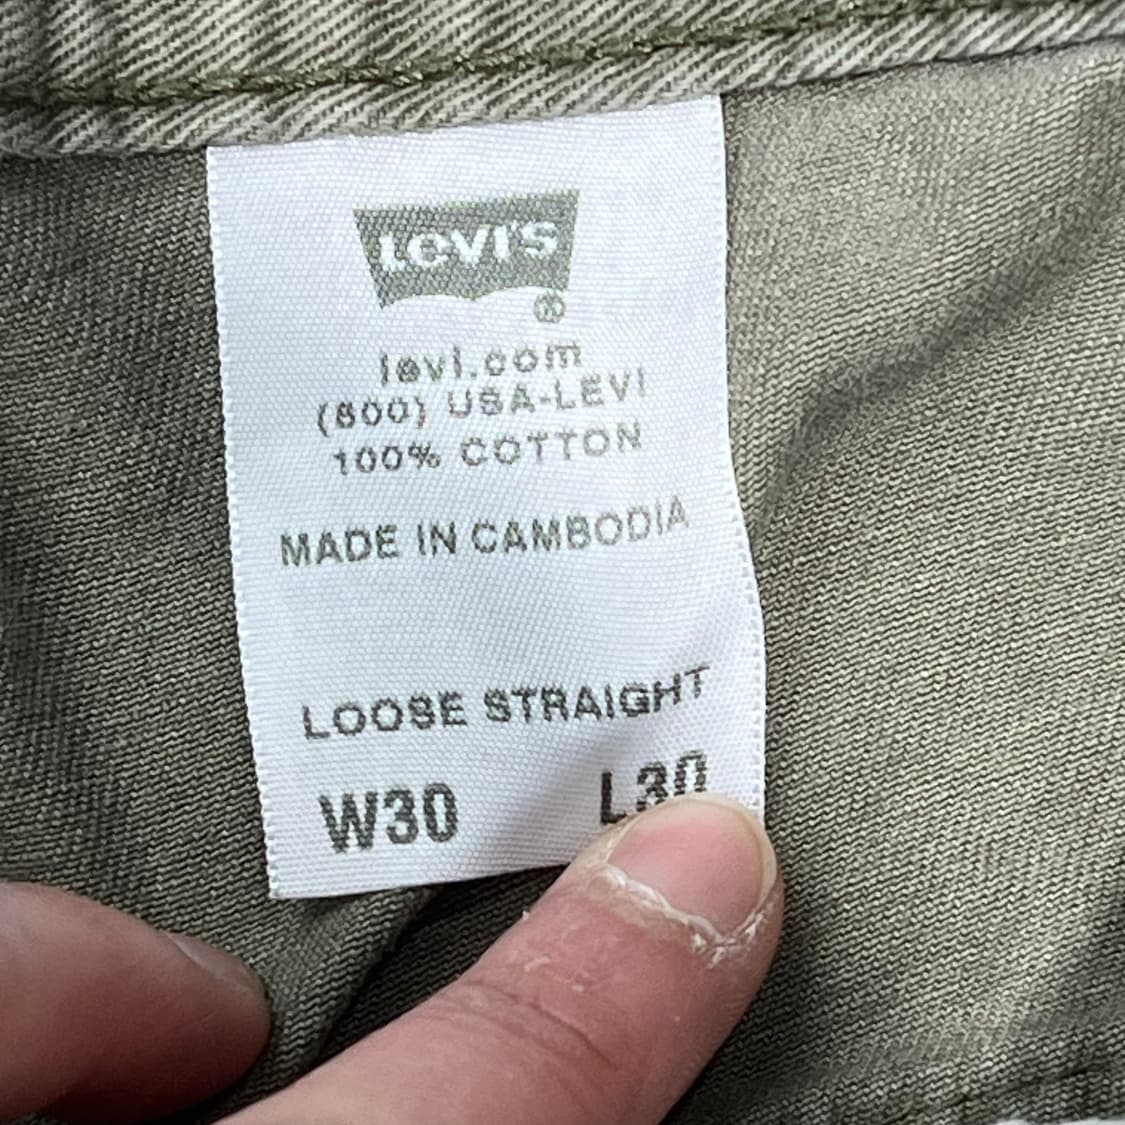 Levi's
®
levi.com
(800) USA-LEVI
100% COTTON
MADE IN CAMBODIA
LOOSE STRAIGHT
W30 L30